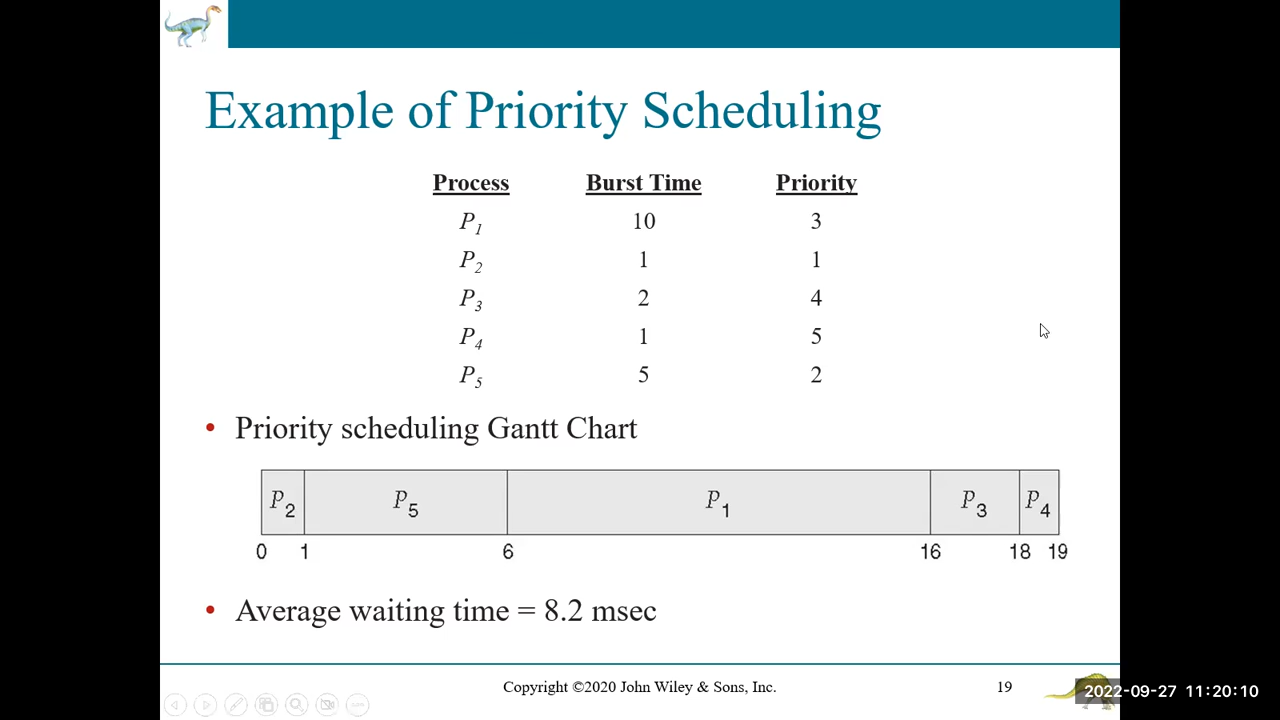 Example of Priority Scheduling
Process Burst Time Priority
P1 10 3
P2 1 1
P3 2 4
P4 1 5
P5 5 2
• Priority scheduling Gantt Chart
P2 P5 P1 P3 P4
0 1 6 16 18 19
• Average waiting time = 8.2 msec
Copyright ©2020 John Wiley & Sons, Inc. 19
2022-09-27 11:20:10